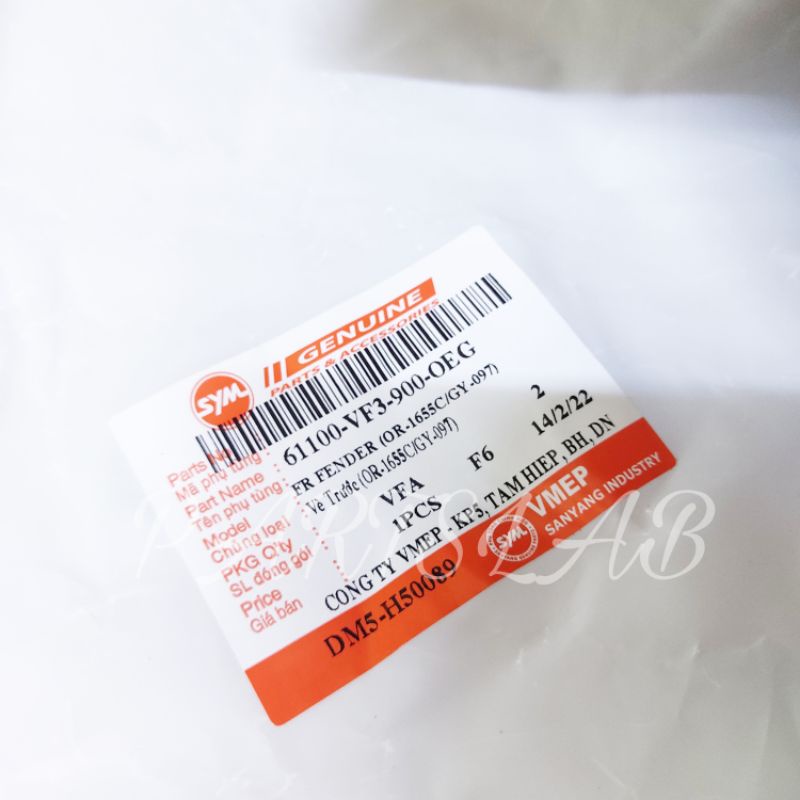 SYM
GENUINE
PARTS & ACCESSORIES
Parts No
Mã phụ tùng : 61100-VF3-900-OEG
Part Name : FR FENDER (OR-1655C/GY-097)
Tên phụ tùng : Vè Trước (OR-1655C/GY-097)
Model
Chủng loại : VFA F6 2
PKG Q'ty
SL đóng gói : 1PCS 14/2/22
Price
Giá bán : CONG TY VMEP - KP5, TAM HIEP, BH, DN
DM5-H50089
SYM VMEP
SANYANG INDUSTRY
PARTSLAB